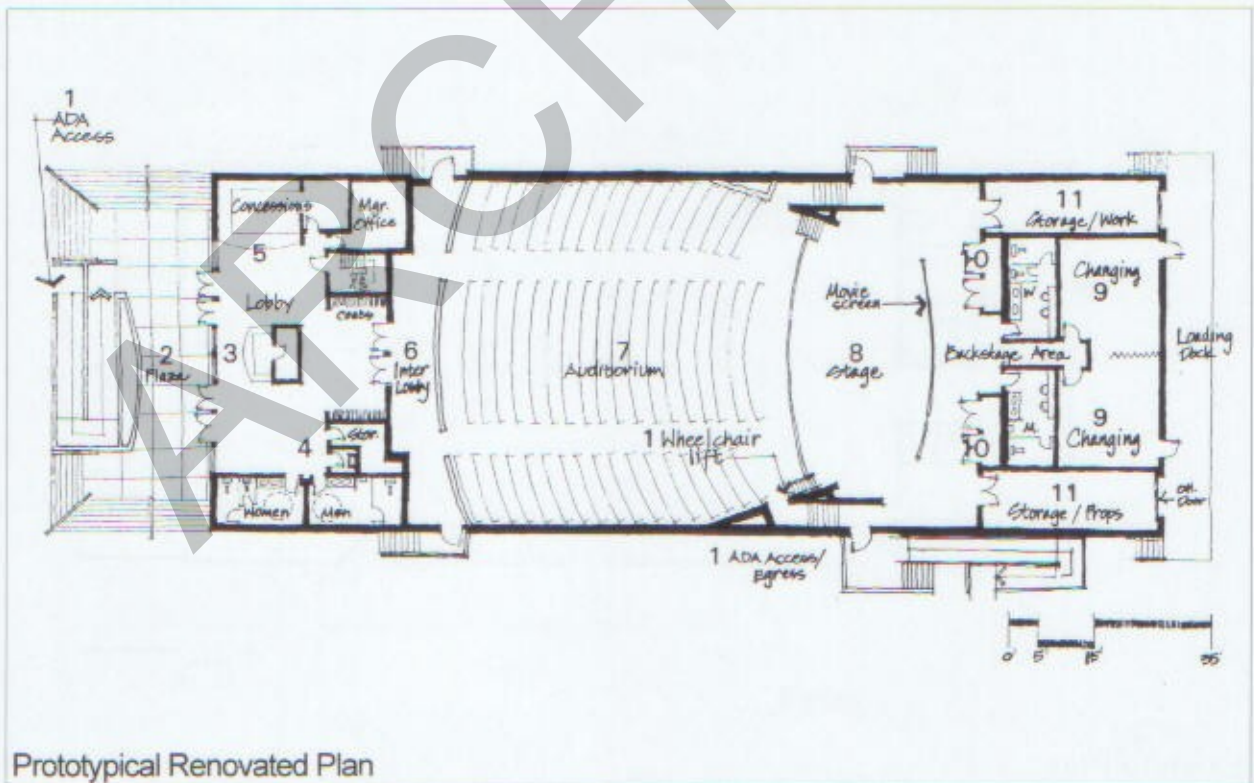 1
ADA
Access
Concessions
Mgr.
Office
5
Lobby
Coats
2
Plaza
3
6
Inter
Lobby
7
Auditorium
1 Wheelchair
lift
4
Stor.
Women
Men
Movie
screen
8
Stage
10
W.
Backstage Area
10
M.
11
Storage/Work
Changing
9
9
Changing
Loading
Dock
11
Storage/Props
OH.
Door
1 ADA Access/
Egress
0' 5' 15' 35'
Prototypical Renovated Plan
ARCH